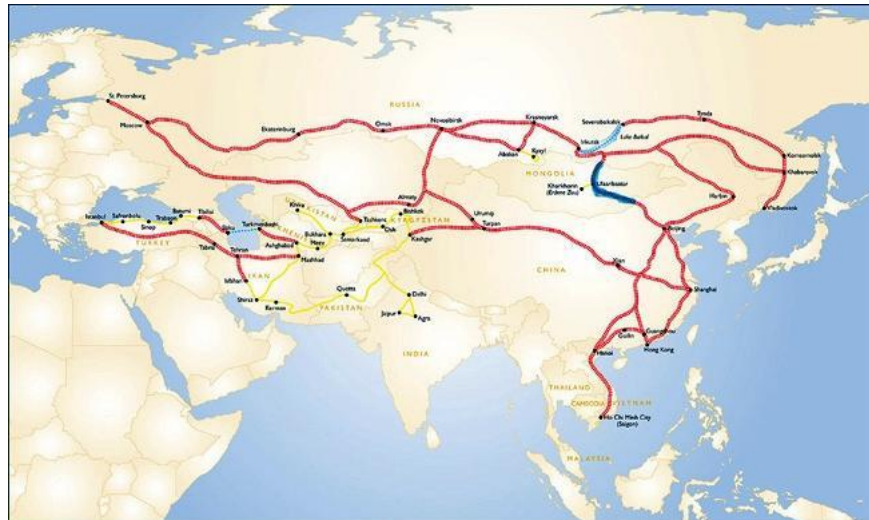 St. Petersburg
Moscow
RUSSIA
Ekaterinburg
Omsk
Novosibirsk
Krasnoyarsk
Severobaikalsk
Lake Baikal
Tynda
Irkutsk
Komsomolsk
Khabarovsk
Abakan
Kyzyl
MONGOLIA
Kharkhorin
(Erdene Zuu)
Ulaanbaatar
Harbin
Vladivostok
Almaty
Bishkek
KYRGYZSTAN
Tashkent
Osh
Urumqi
Turpan
Kashgar
Beijing
Khiva
Bukhara
Merv
Samarkand
Istanbul
Safranbolu
Sinop
Trabzon
Batumi
Tbilisi
Baku
Turkmenbashi
Ashghabad
TURKEY
Tabriz
Tehran
Mashhad
IRAN
Shiraz
Kerman
Quetta
PAKISTAN
Delhi
Jaipur
Agra
INDIA
CHINA
Xian
Shanghai
Guilin
Guangzhou
Hong Kong
Hanoi
THAILAND
CAMBODIA
VIETNAM
Ho Chi Minh City
(Saigon)
MALAYSIA